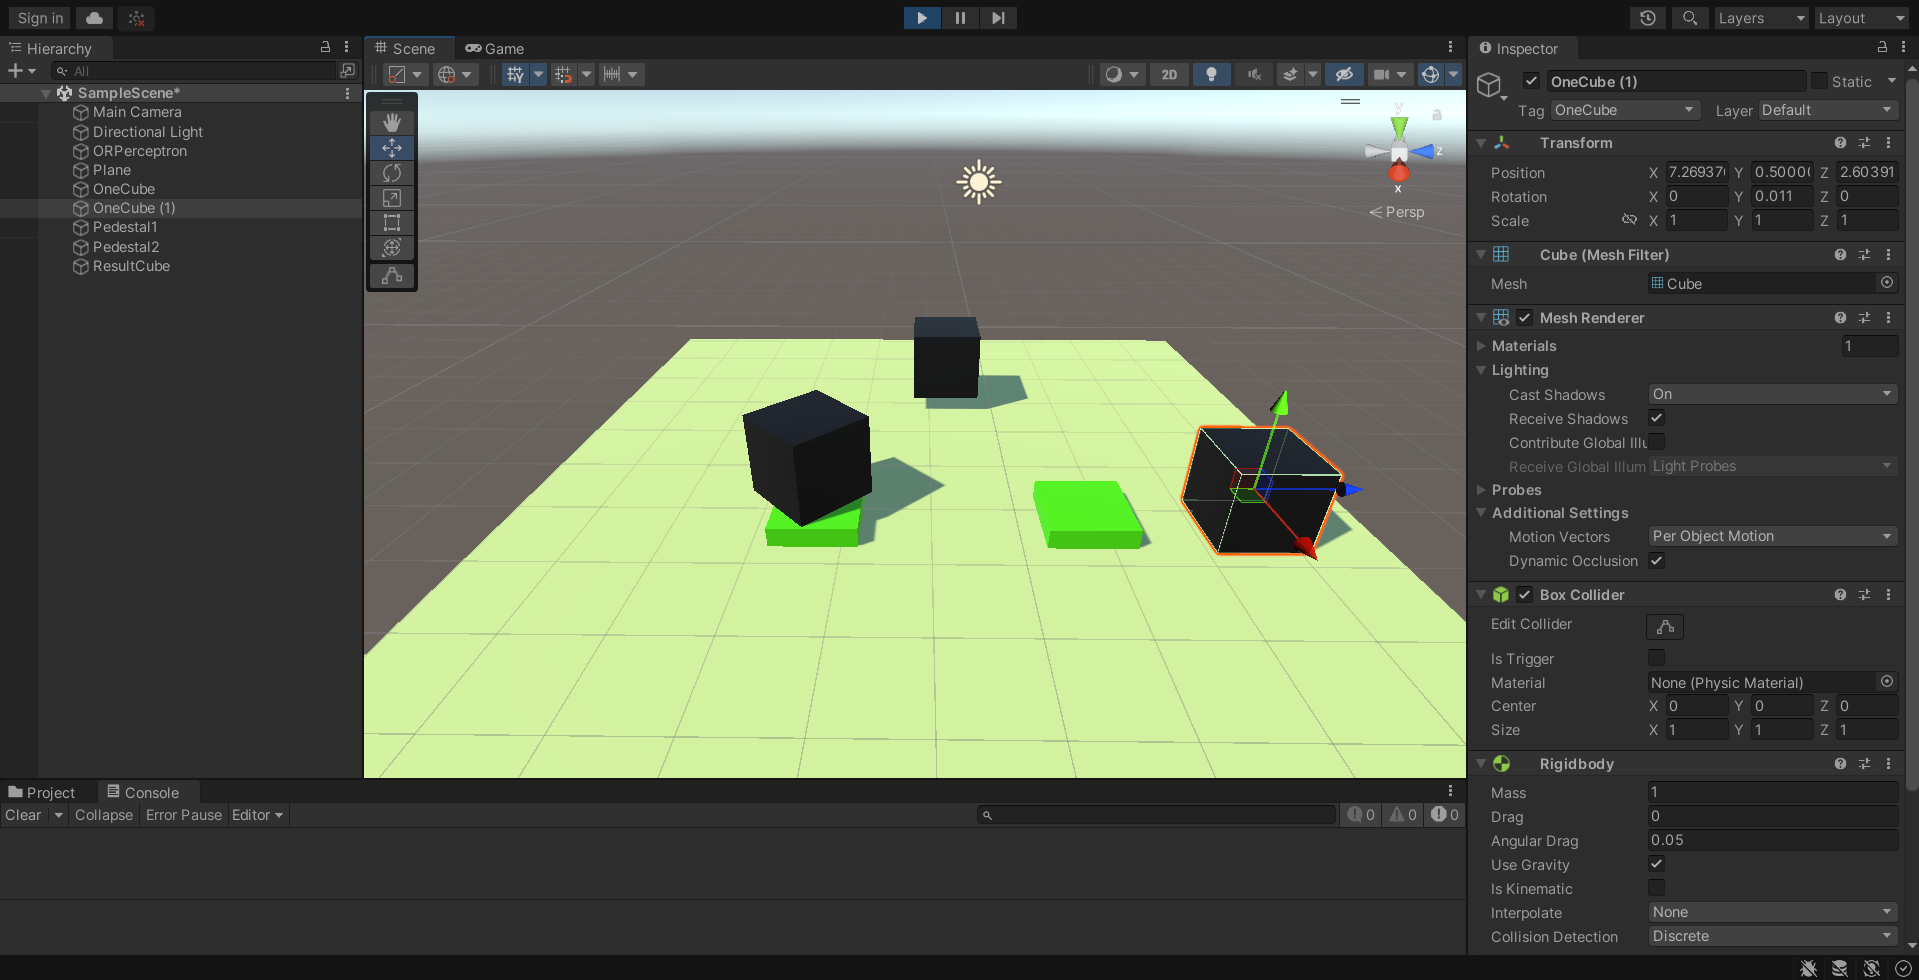 Sign in
Layers
Layout
Hierarchy
All
SampleScene*
Main Camera
Directional Light
ORPerceptron
Plane
OneCube
OneCube (1)
Pedestal1
Pedestal2
ResultCube
Scene
Game
2D
y
z
x
Persp
Project
Console
Clear
Collapse
Error Pause
Editor
0
0
0
Inspector
OneCube (1)
Static
Tag OneCube
Layer Default
Transform
Position X 7.26937 Y 0.5000 Z 2.60391
Rotation X 0 Y 0.011 Z 0
Scale X 1 Y 1 Z 1
Cube (Mesh Filter)
Mesh Cube
Mesh Renderer
Materials 1
Lighting
Cast Shadows On
Receive Shadows
Contribute Global Illu
Receive Global Illum Light Probes
Probes
Additional Settings
Motion Vectors Per Object Motion
Dynamic Occlusion
Box Collider
Edit Collider
Is Trigger
Material None (Physic Material)
Center X 0 Y 0 Z 0
Size X 1 Y 1 Z 1
Rigidbody
Mass 1
Drag 0
Angular Drag 0.05
Use Gravity
Is Kinematic
Interpolate None
Collision Detection Discrete